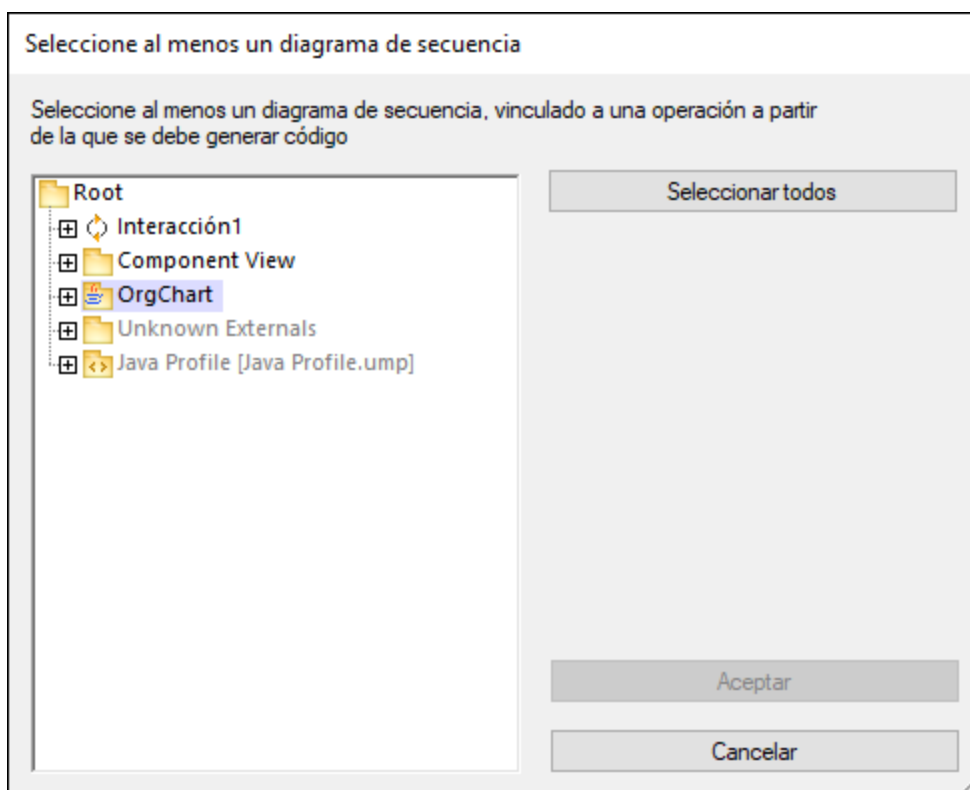 Seleccione al menos un diagrama de secuencia
Seleccione al menos un diagrama de secuencia, vinculado a una operación a partir
de la que se debe generar código
Root
Interacción1
Component View
OrgChart
Unknown Externals
Java Profile [Java Profile.ump]
Seleccionar todos
Aceptar
Cancelar